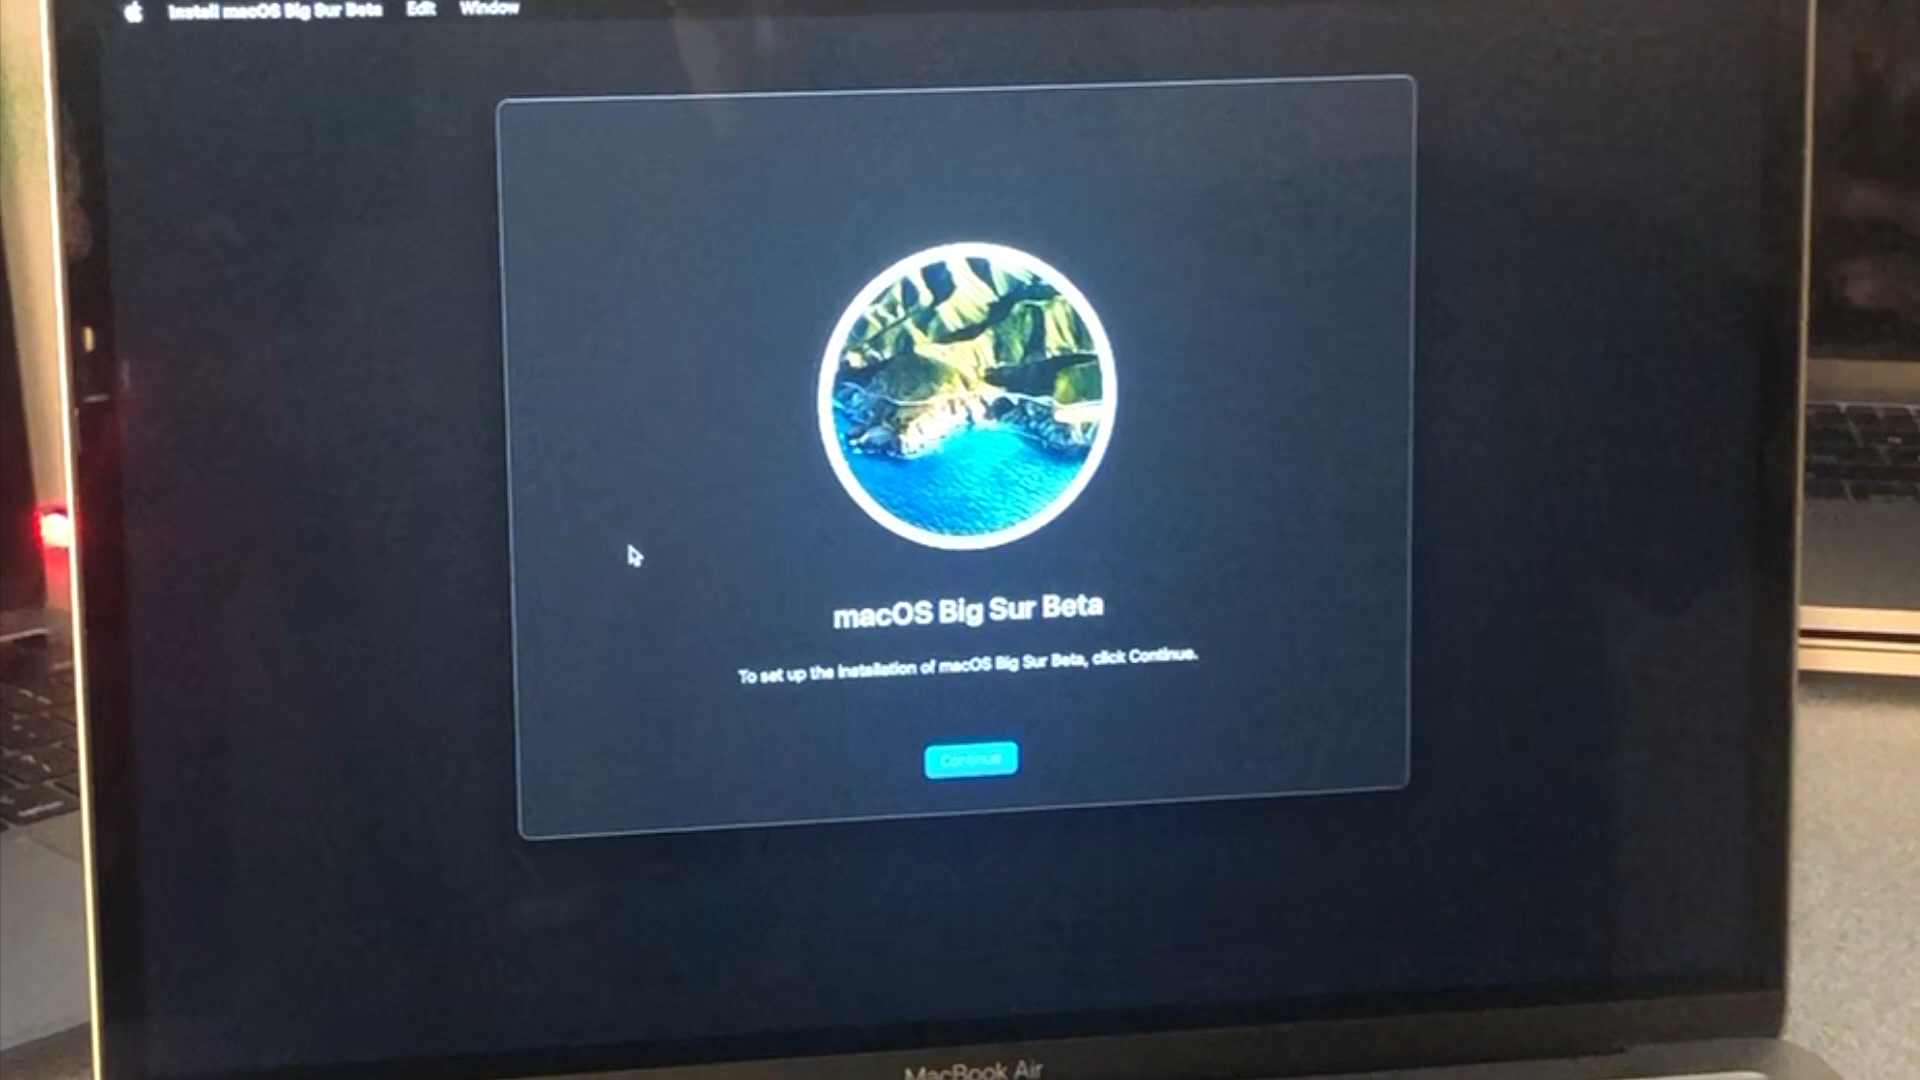 Install macOS Big Sur Beta Edit Window
macOS Big Sur Beta
To set up the installation of macOS Big Sur Beta, click Continue.
Continue
MacBook Air